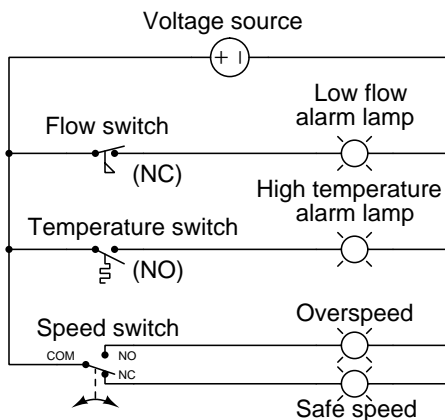 Voltage source
+ −
Low flow
alarm lamp
Flow switch
(NC)
High temperature
alarm lamp
Temperature switch
(NO)
Overspeed
Speed switch
COM
NO
NC
Safe speed